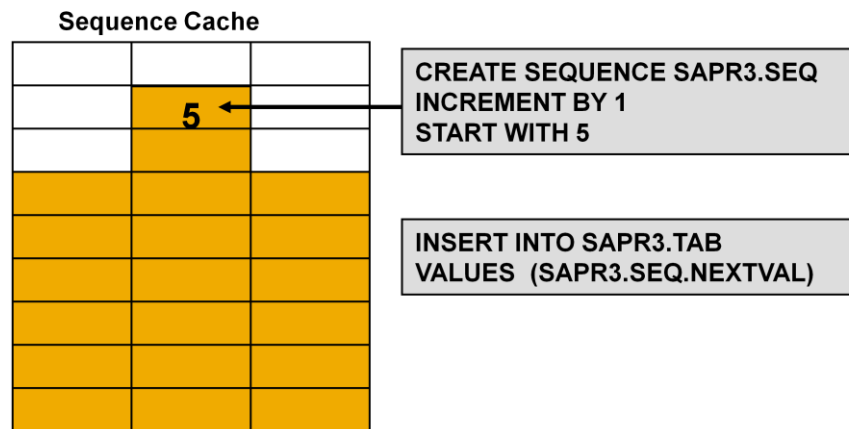 Sequence Cache
5
CREATE SEQUENCE SAPR3.SEQ
INCREMENT BY 1
START WITH 5
INSERT INTO SAPR3.TAB
VALUES  (SAPR3.SEQ.NEXTVAL)